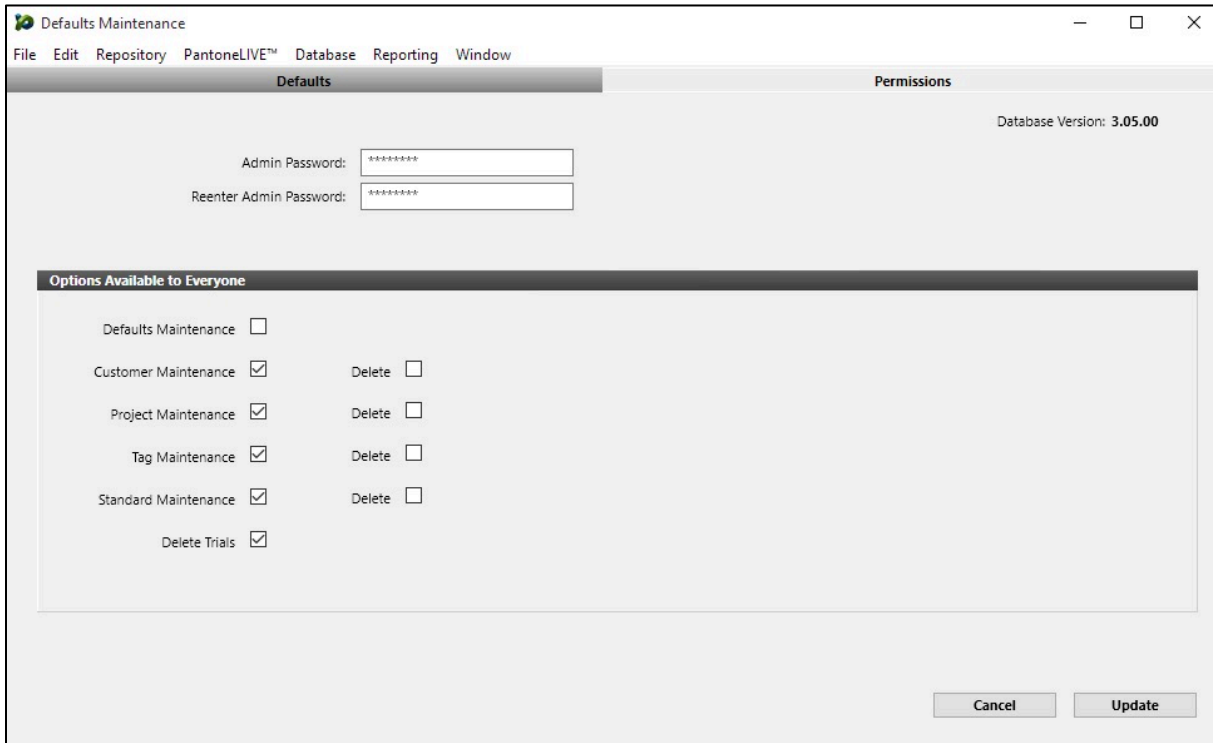 Defaults Maintenance
File Edit Repository PantoneLIVE™ Database Reporting Window
Defaults Permissions
Database Version: 3.05.00
Admin Password: ********
Reenter Admin Password: ********
Options Available to Everyone
Defaults Maintenance
Customer Maintenance Delete
Project Maintenance Delete
Tag Maintenance Delete
Standard Maintenance Delete
Delete Trials
Cancel Update